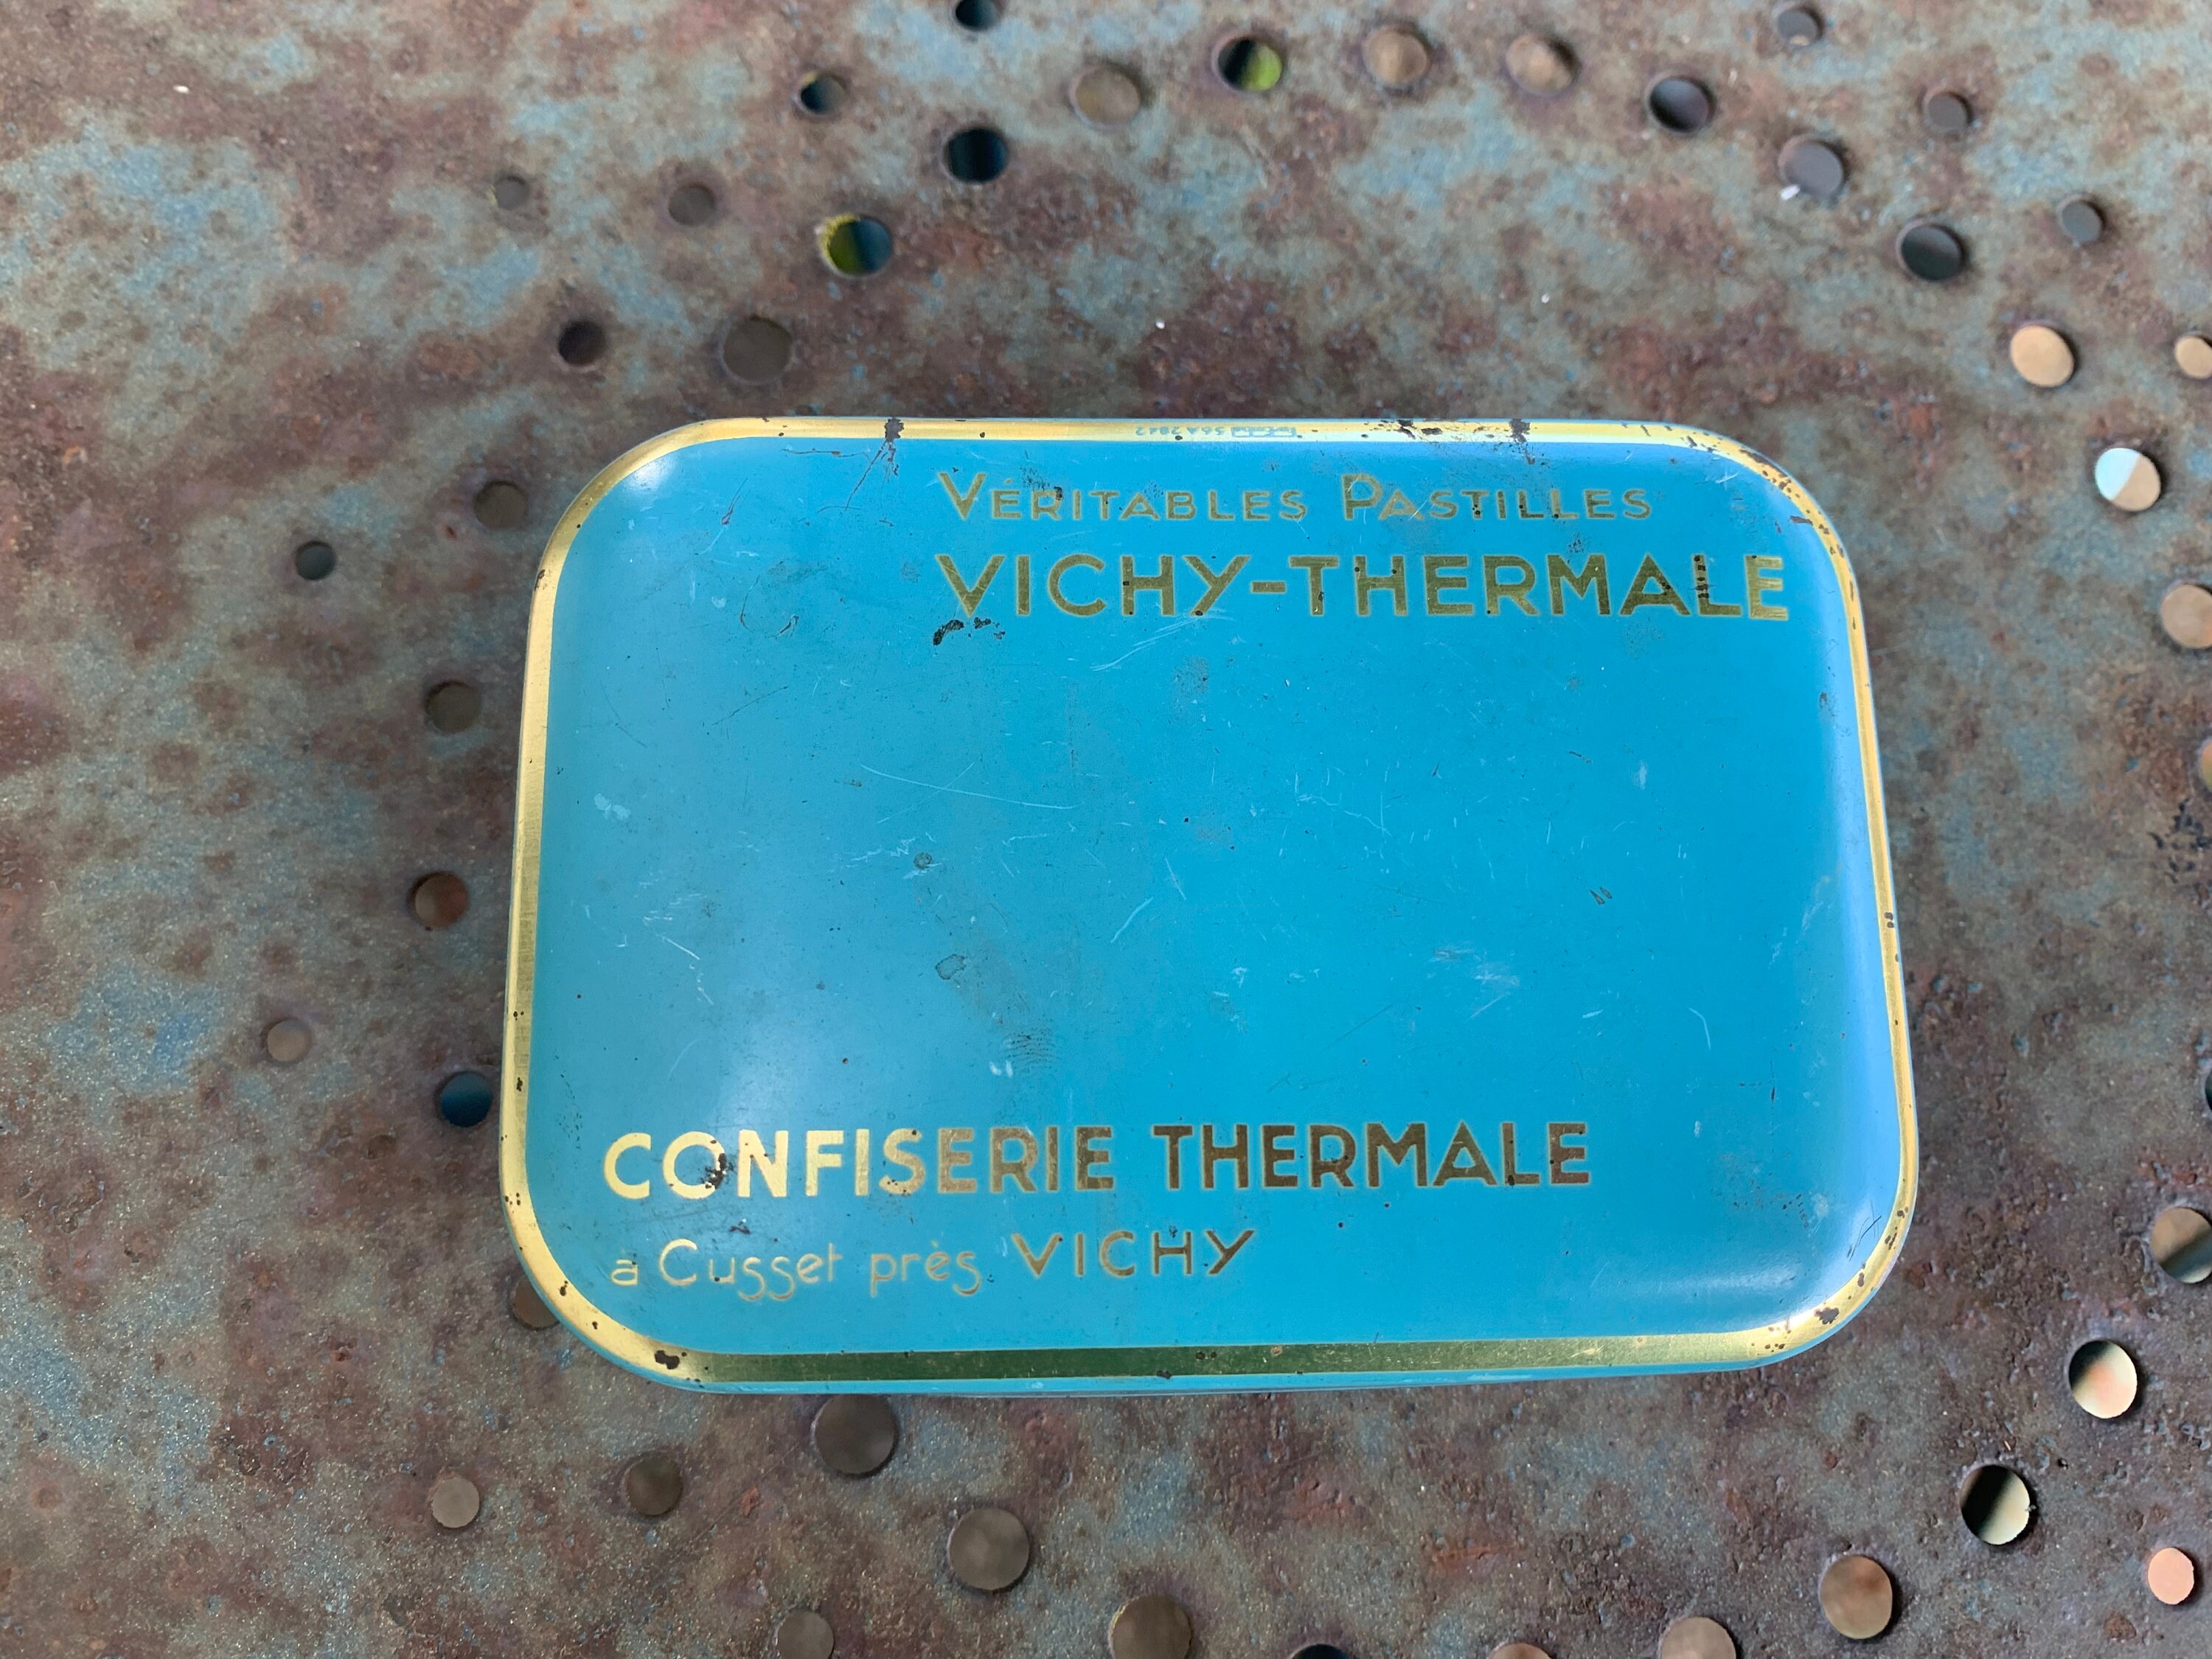 VÉRITABLES PASTILLES
VICHY-THERMALE
CONFISERIE THERMALE
a Cusset près VICHY